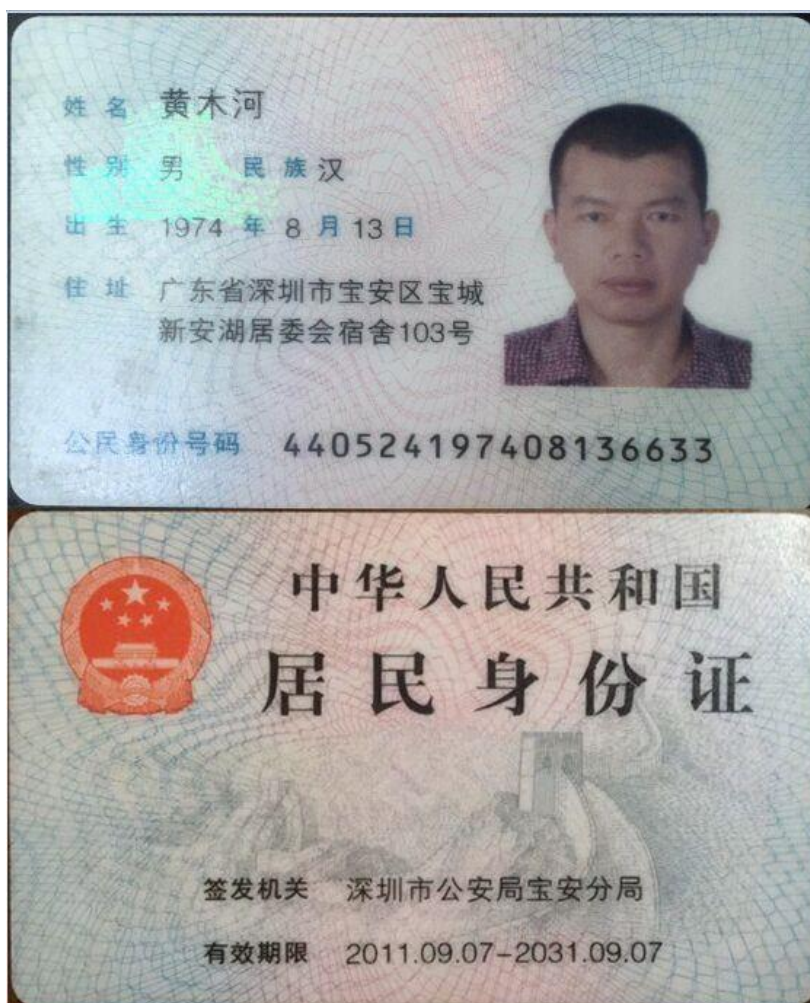 姓名 黄木河
性别 男 民族 汉
出生 1974 年 8 月 13 日
住址 广东省深圳市宝安区宝城
新安湖居委会宿舍103号
公民身份号码 440524197408136633
中华人民共和国
居民身份证
签发机关 深圳市公安局宝安分局
有效期限 2011.09.07-2031.09.07